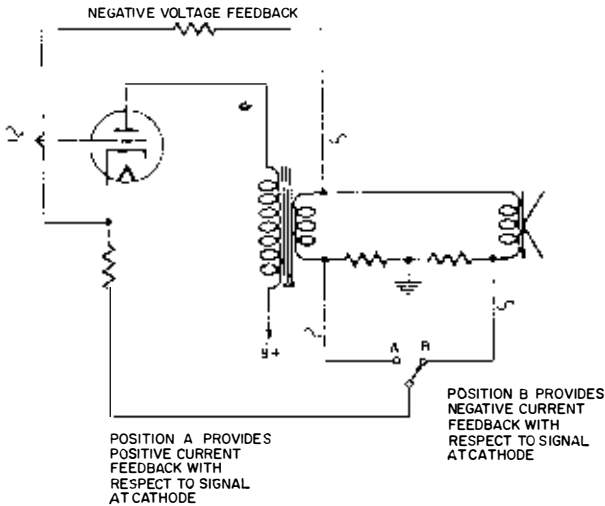 NEGATIVE VOLTAGE FEEDBACK
B+
A B
POSITION A PROVIDES
POSITIVE CURRENT
FEEDBACK WITH
RESPECT TO SIGNAL
AT CATHODE
POSITION B PROVIDES
NEGATIVE CURRENT
FEEDBACK WITH
RESPECT TO SIGNAL
AT CATHODE